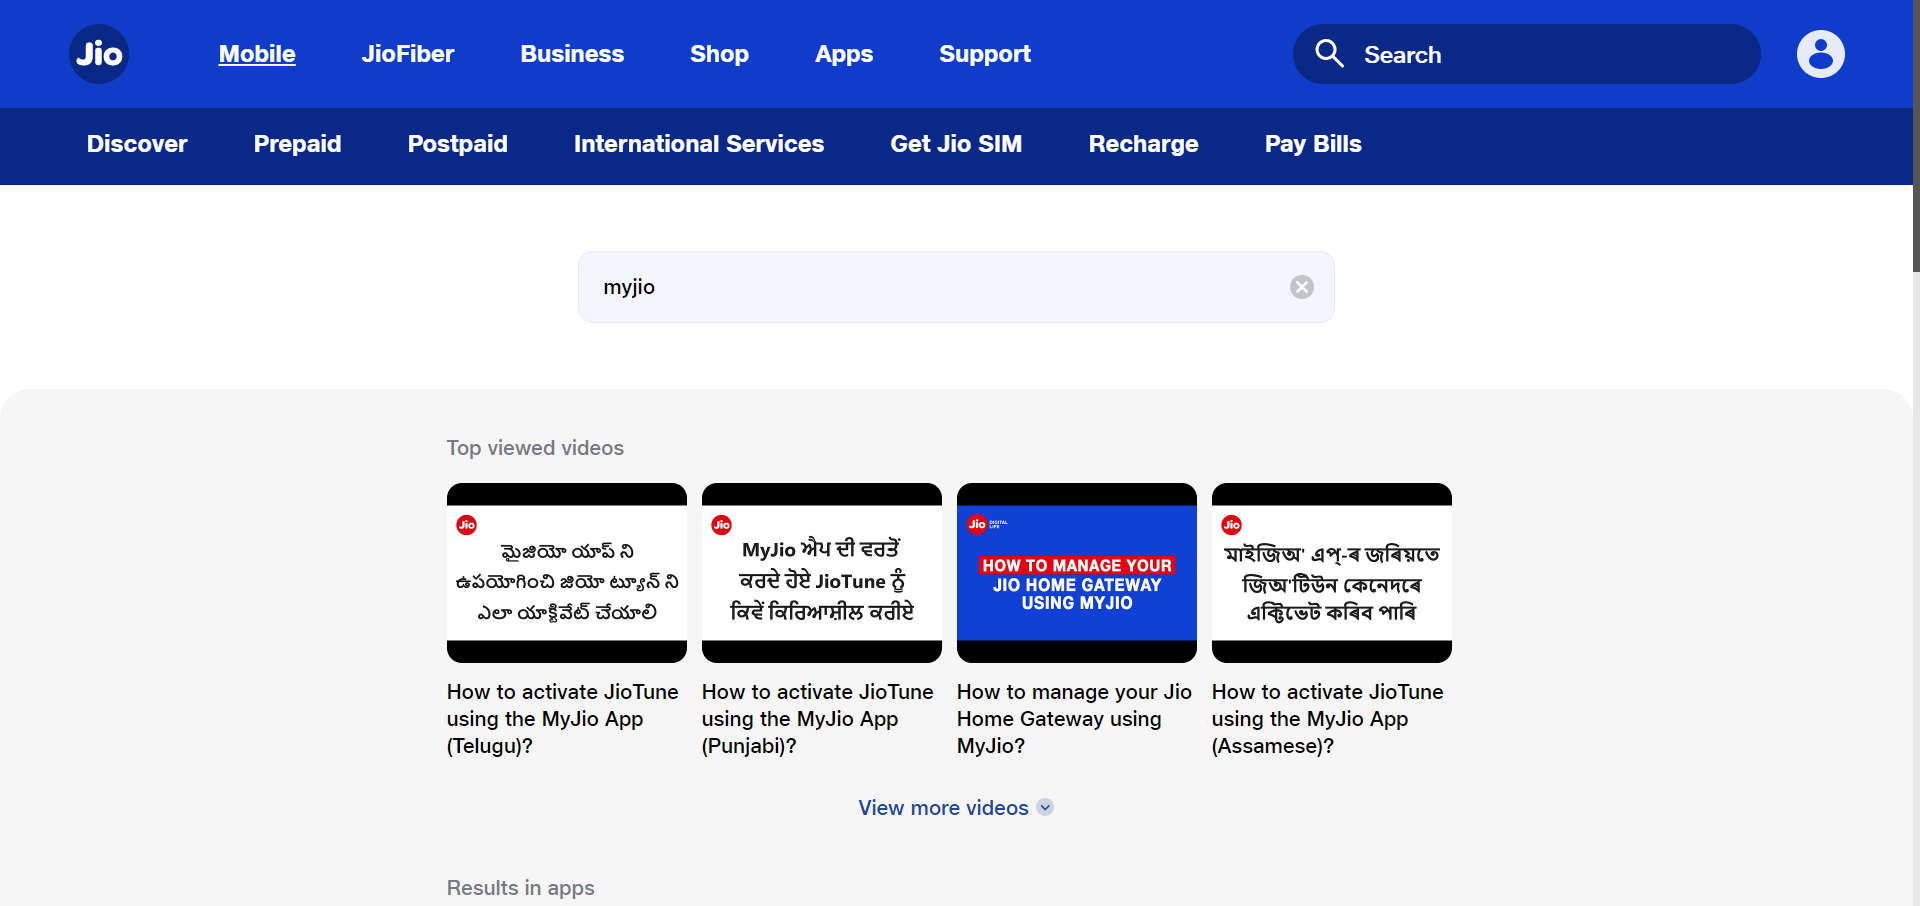 Jio
Mobile
JioFiber
Business
Shop
Apps
Support
Search
Discover
Prepaid
Postpaid
International Services
Get Jio SIM
Recharge
Pay Bills
myjio
Top viewed videos
Jio
మైజియో యాప్ ని
ఉపయోగించి జియో ట్యూన్ ని
ఎలా యాక్టివేట్ చేయాలి
How to activate JioTune
using the MyJio App
(Telugu)?
Jio
MyJio ਐਪ ਦੀ ਵਰਤੋਂ
ਕਰਦੇ ਹੋਏ JioTune ਨੂੰ
ਕਿਵੇਂ ਕਿਰਿਆਸ਼ੀਲ ਕਰੀਏ
How to activate JioTune
using the MyJio App
(Punjabi)?
Jio DIGITAL
LIFE
HOW TO MANAGE YOUR
JIO HOME GATEWAY
USING MYJIO
How to manage your Jio
Home Gateway using
MyJio?
Jio
মাইজিঅ' এপ্-ৰ জৰিয়তে
জিঅ'টিউন কেনেদৰে
এক্টিভেট কৰিব পাৰি
How to activate JioTune
using the MyJio App
(Assamese)?
View more videos
Results in apps